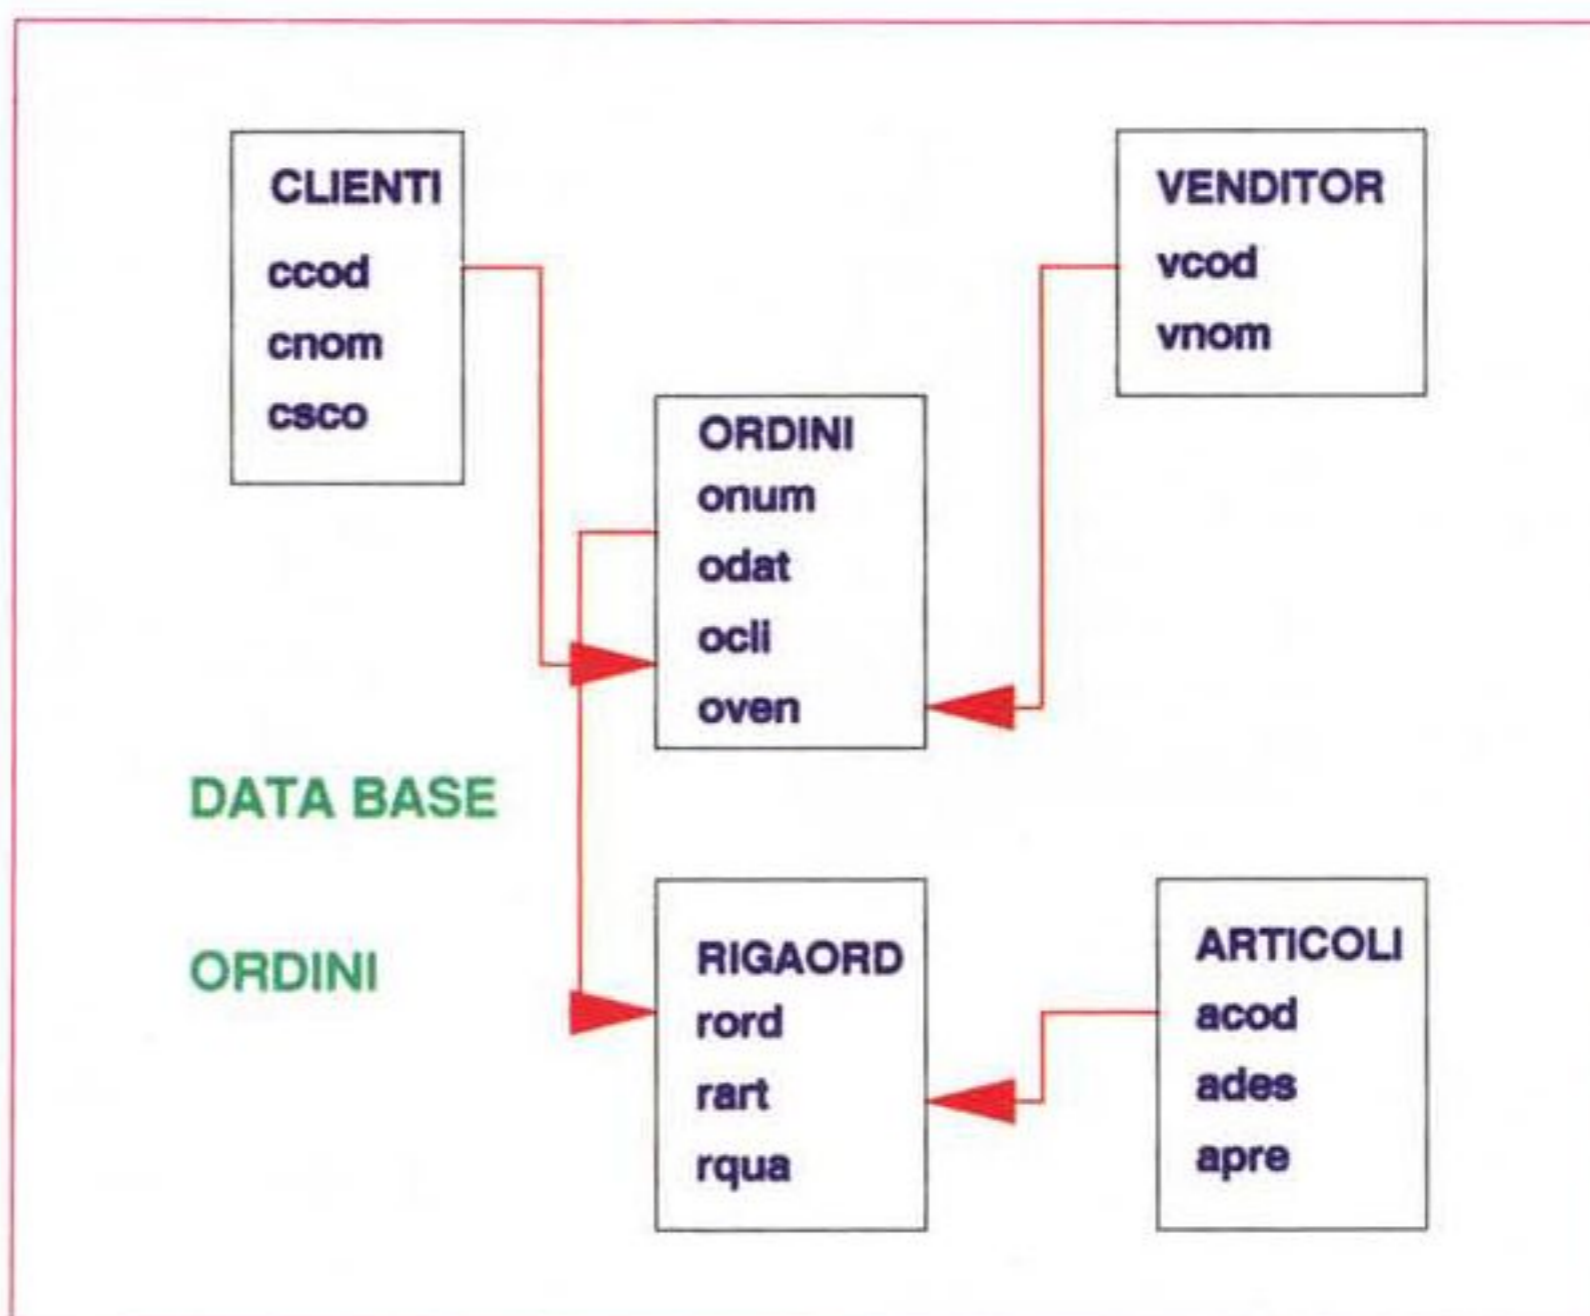 CLIENTI
ccod
cnom
csco
VENDITOR
vcod
vnom
ORDINI
onum
odat
ocli
oven
DATA BASE
ORDINI
RIGAORD
rord
rart
rqua
ARTICOLI
acod
ades
apre